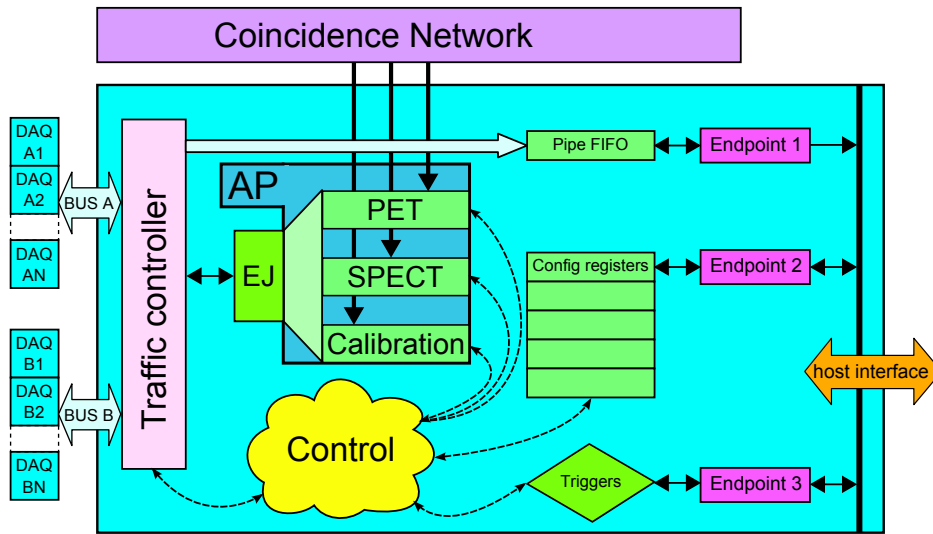 Coincidence Network
DAQ
A1
DAQ
A2
DAQ
AN
BUS A
DAQ
B1
DAQ
B2
DAQ
BN
BUS B
Traffic controller
AP
EJ
PET
SPECT
Calibration
Control
Pipe FIFO
Endpoint 1
Config registers
Endpoint 2
host interface
Triggers
Endpoint 3